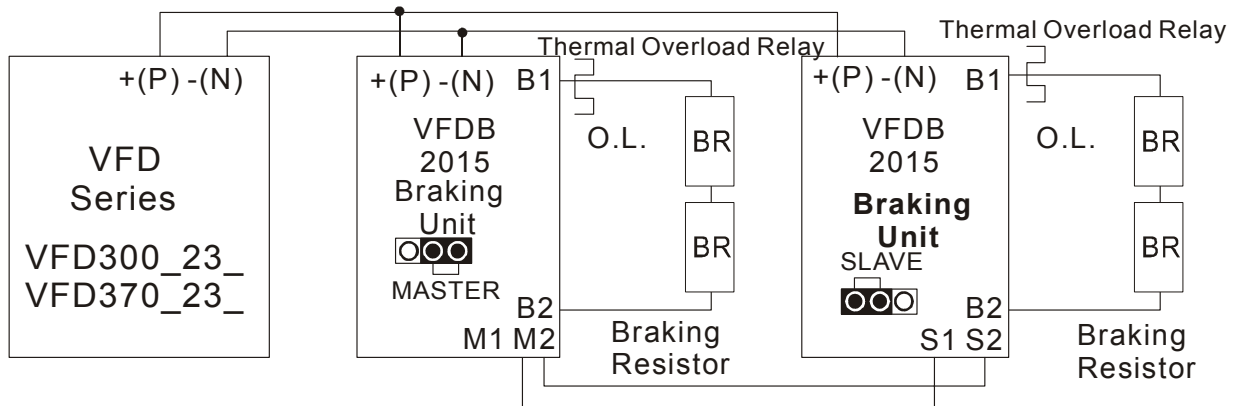 VFD
Series
VFD300_23_
VFD370_23_
+(P) -(N)
+(P) -(N) B1
VFDB
2015
Braking
Unit
MASTER
B2
M1 M2
Thermal Overload Relay
O.L.
BR
BR
Braking
Resistor
+(P) -(N) B1
VFDB
2015
Braking
Unit
SLAVE
B2
S1 S2
Thermal Overload Relay
O.L.
BR
BR
Braking
Resistor